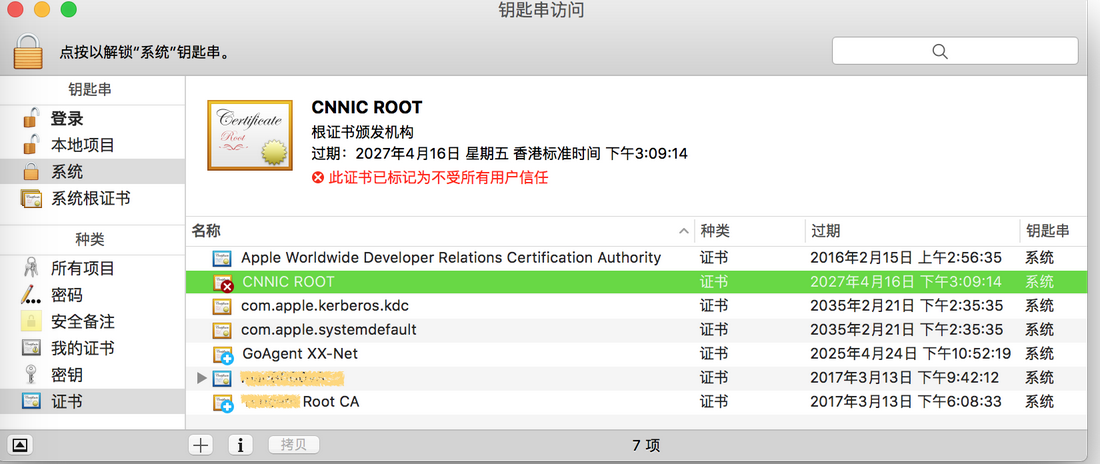 钥匙串访问
点按以解锁“系统”钥匙串。
钥匙串
登录
本地项目
系统
系统根证书
种类
所有项目
密码
安全备注
我的证书
密钥
证书
Certificate
Root
CNNIC ROOT
根证书颁发机构
过期：2027年4月16日 星期五 香港标准时间 下午3:09:14
此证书已标记为不受所有用户信任
名称 种类 过期 钥匙串
Apple Worldwide Developer Relations Certification Authority 证书 2016年2月15日 上午2:56:35 系统
CNNIC ROOT 证书 2027年4月16日 下午3:09:14 系统
com.apple.kerberos.kdc 证书 2035年2月21日 下午2:35:35 系统
com.apple.systemdefault 证书 2035年2月21日 下午2:35:35 系统
GoAgent XX-Net 证书 2025年4月24日 下午10:52:19 系统
证书 2017年3月13日 下午9:42:12 系统
Root CA 证书 2017年3月13日 下午6:08:33 系统
拷贝
7 项